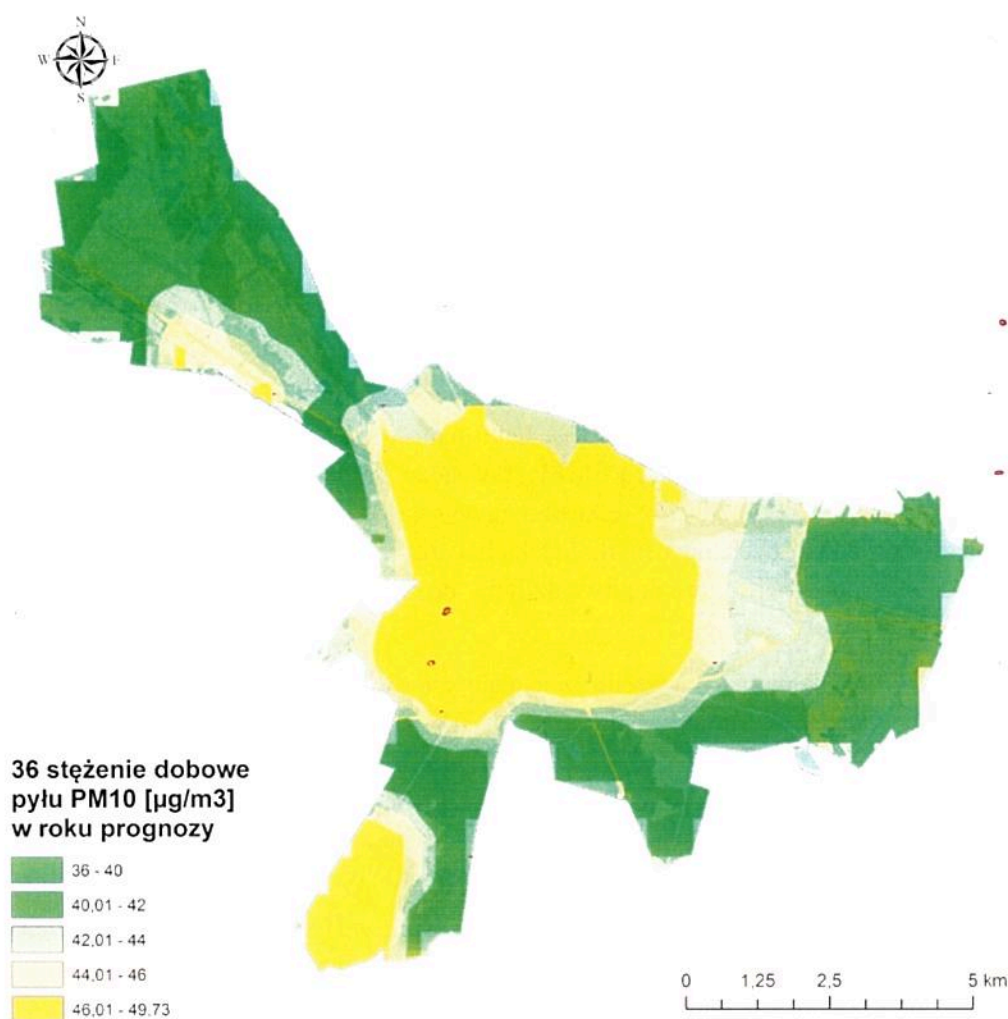 N
W E
S
36 stężenie dobowe
pyłu PM10 [µg/m3]
w roku prognozy
36 - 40
40,01 - 42
42,01 - 44
44,01 - 46
46,01 - 49.73
0 1,25 2,5 5 km